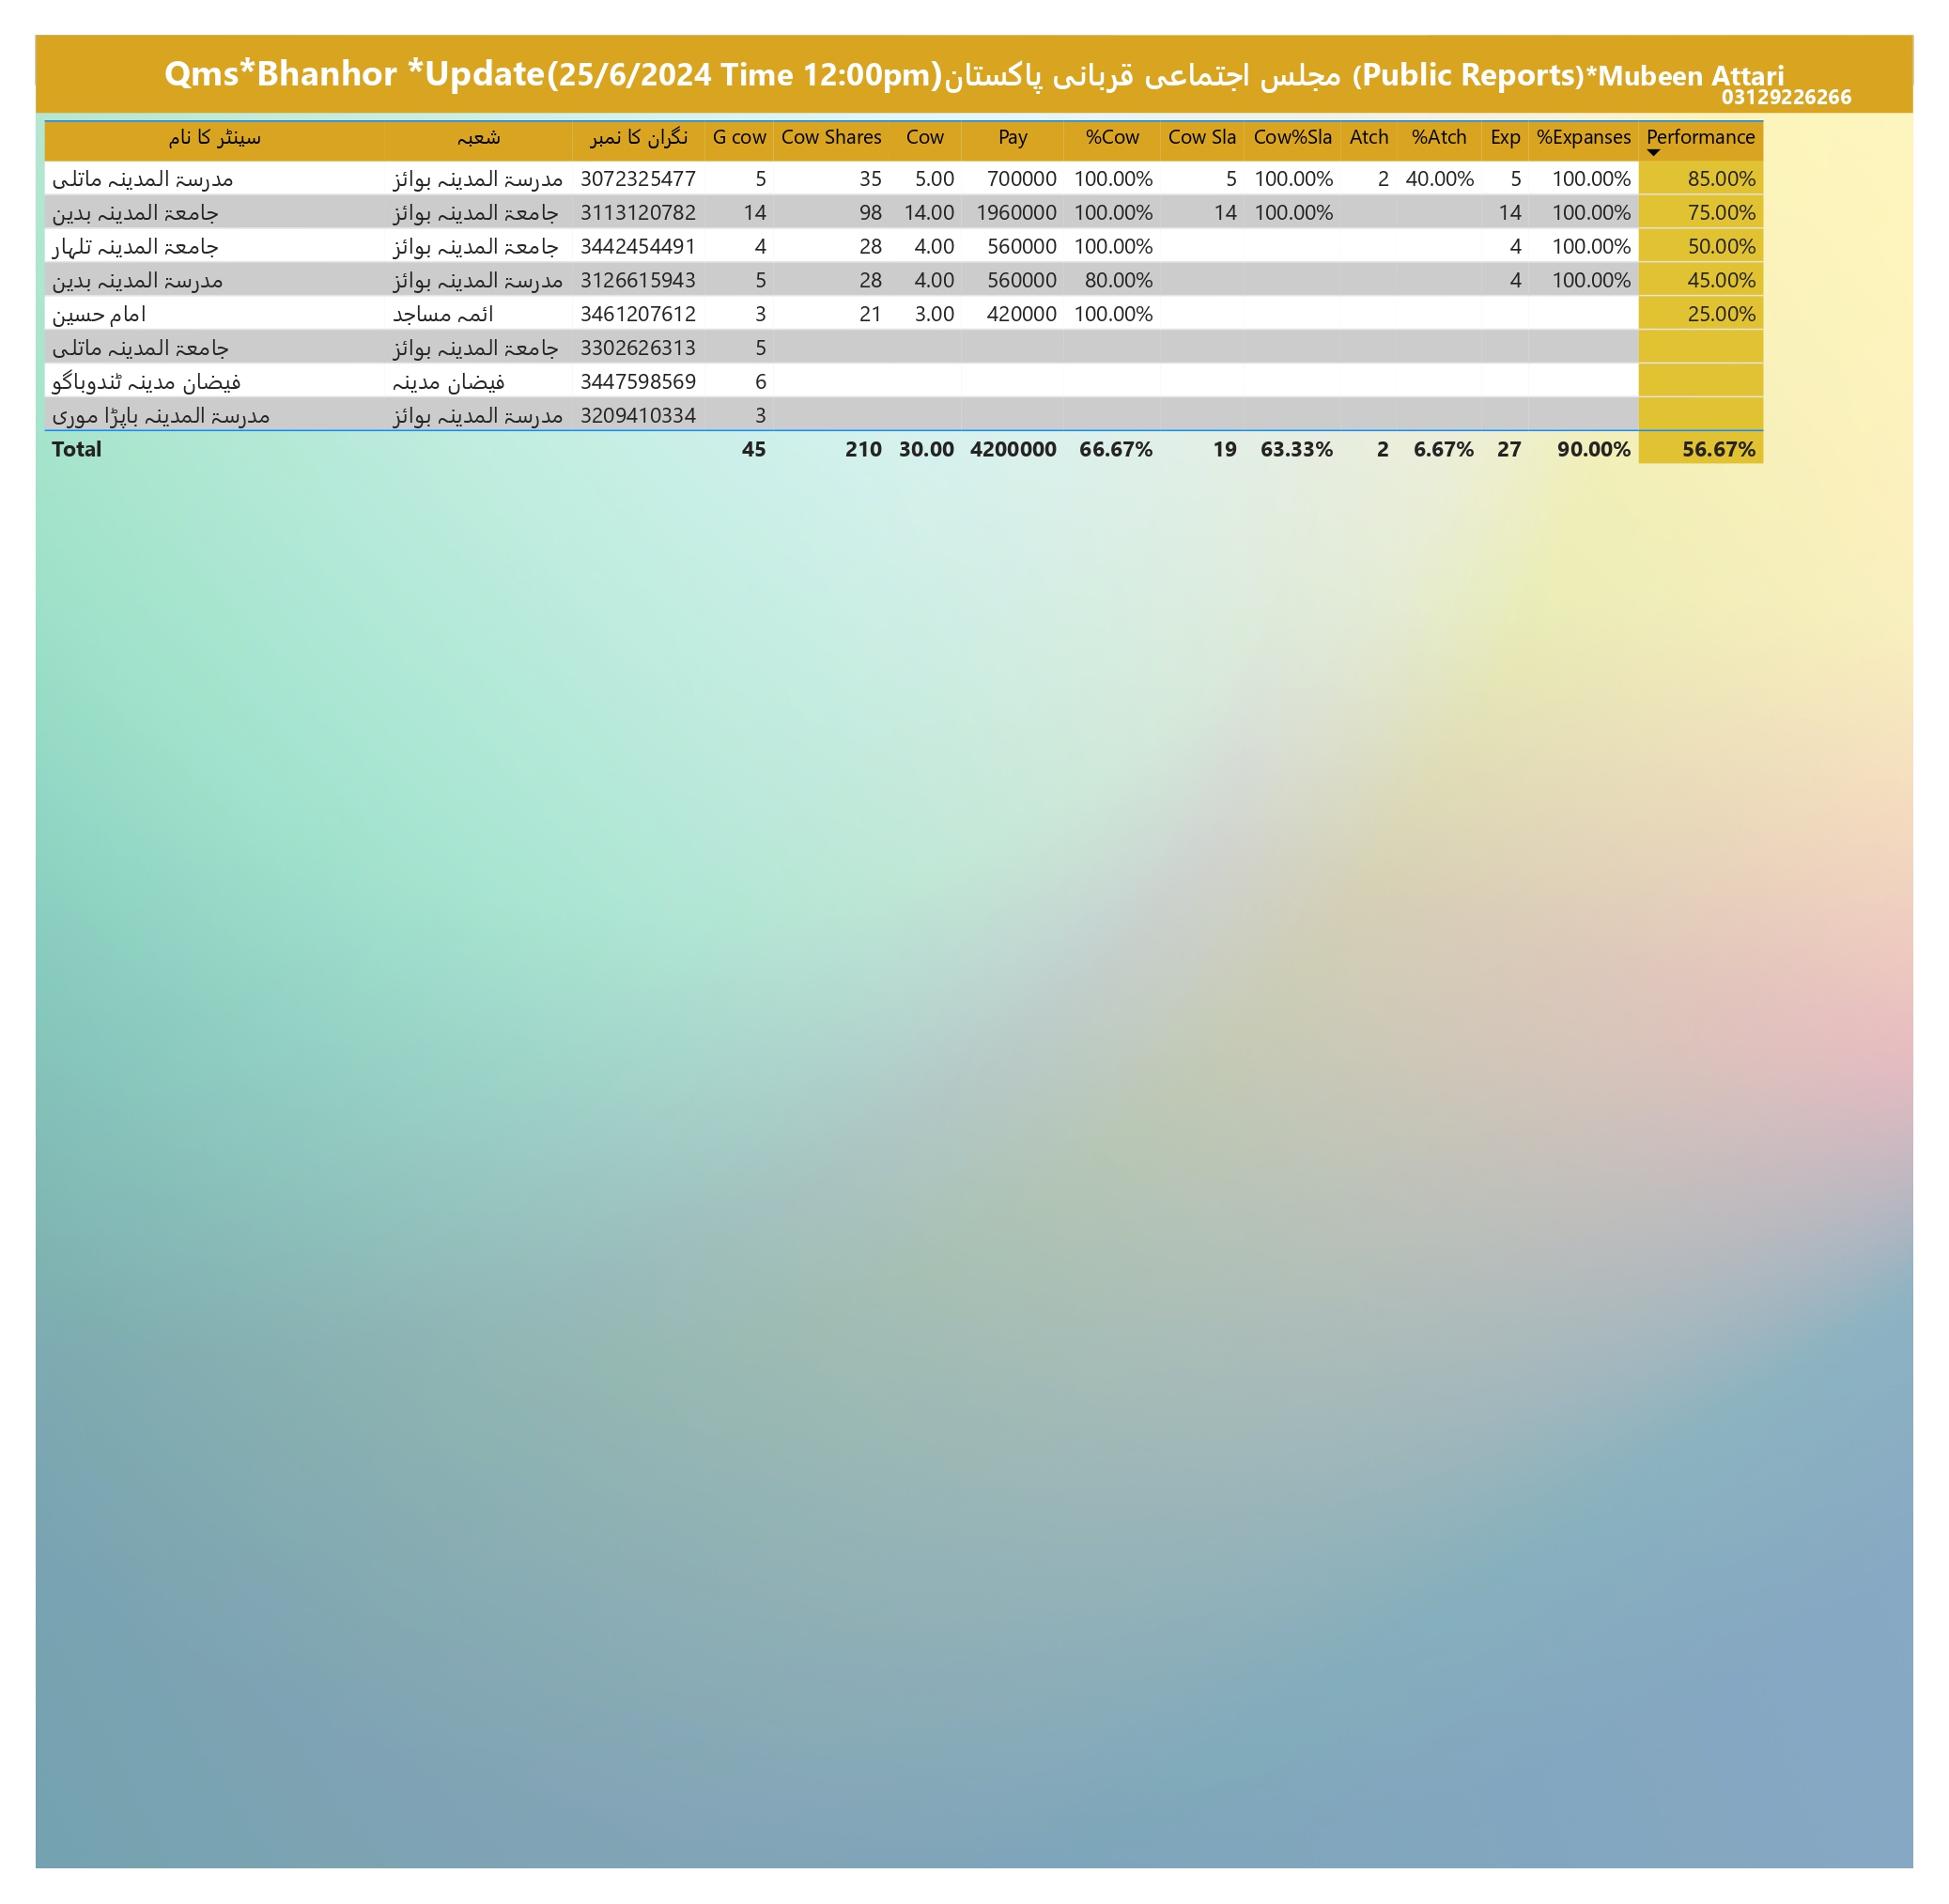 Qms*Bhanhor *Update(25/6/2024 Time 12:00pm)مجلس اجتماعی قربانی پاکستان (Public Reports)*Mubeen Attari
03129226266
سینٹر کا نام شعبہ نگران کا نمبر G cow Cow Shares Cow Pay %Cow Cow Sla Cow%Sla Atch %Atch Exp %Expanses Performance
مدرسۃ المدینہ ماتلی مدرسۃ المدینہ بوائز 3072325477 5 35 5.00 700000 100.00% 5 100.00% 2 40.00% 5 100.00% 85.00%
جامعۃ المدینہ بدین جامعۃ المدینہ بوائز 3113120782 14 98 14.00 1960000 100.00% 14 100.00% 14 100.00% 75.00%
جامعۃ المدینہ تلہار جامعۃ المدینہ بوائز 3442454491 4 28 4.00 560000 100.00% 4 100.00% 50.00%
مدرسۃ المدینہ بدین مدرسۃ المدینہ بوائز 3126615943 5 28 4.00 560000 80.00% 4 100.00% 45.00%
امام حسین ائمہ مساجد 3461207612 3 21 3.00 420000 100.00% 25.00%
جامعۃ المدینہ ماتلی جامعۃ المدینہ بوائز 3302626313 5
فیضان مدینہ ٹندوباگو فیضان مدینہ 3447598569 6
مدرسۃ المدینہ باپڑا موری مدرسۃ المدینہ بوائز 3209410334 3
Total 45 210 30.00 4200000 66.67% 19 63.33% 2 6.67% 27 90.00% 56.67%